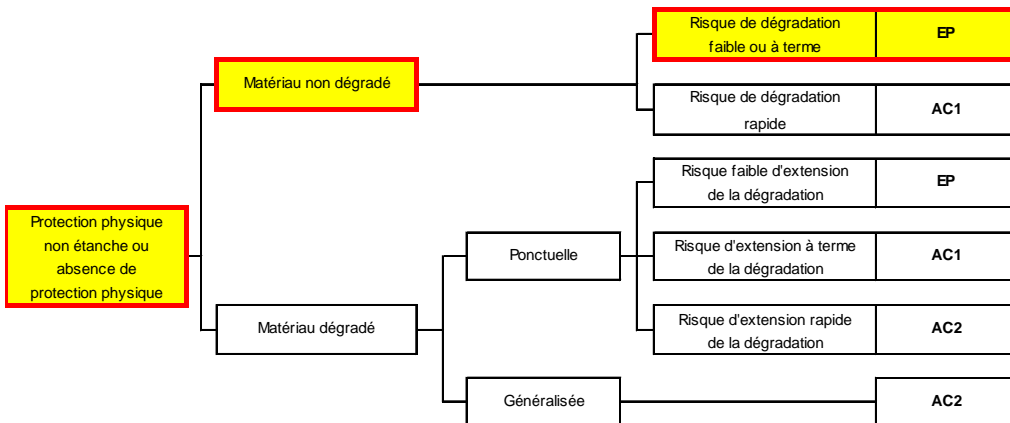 Protection physique
non étanche ou
absence de
protection physique
Matériau non dégradé
Risque de dégradation
faible ou à terme
EP
Risque de dégradation
rapide
AC1
Matériau dégradé
Ponctuelle
Risque faible d'extension
de la dégradation
EP
Risque d'extension à terme
de la dégradation
AC1
Risque d'extension rapide
de la dégradation
AC2
Généralisée
AC2